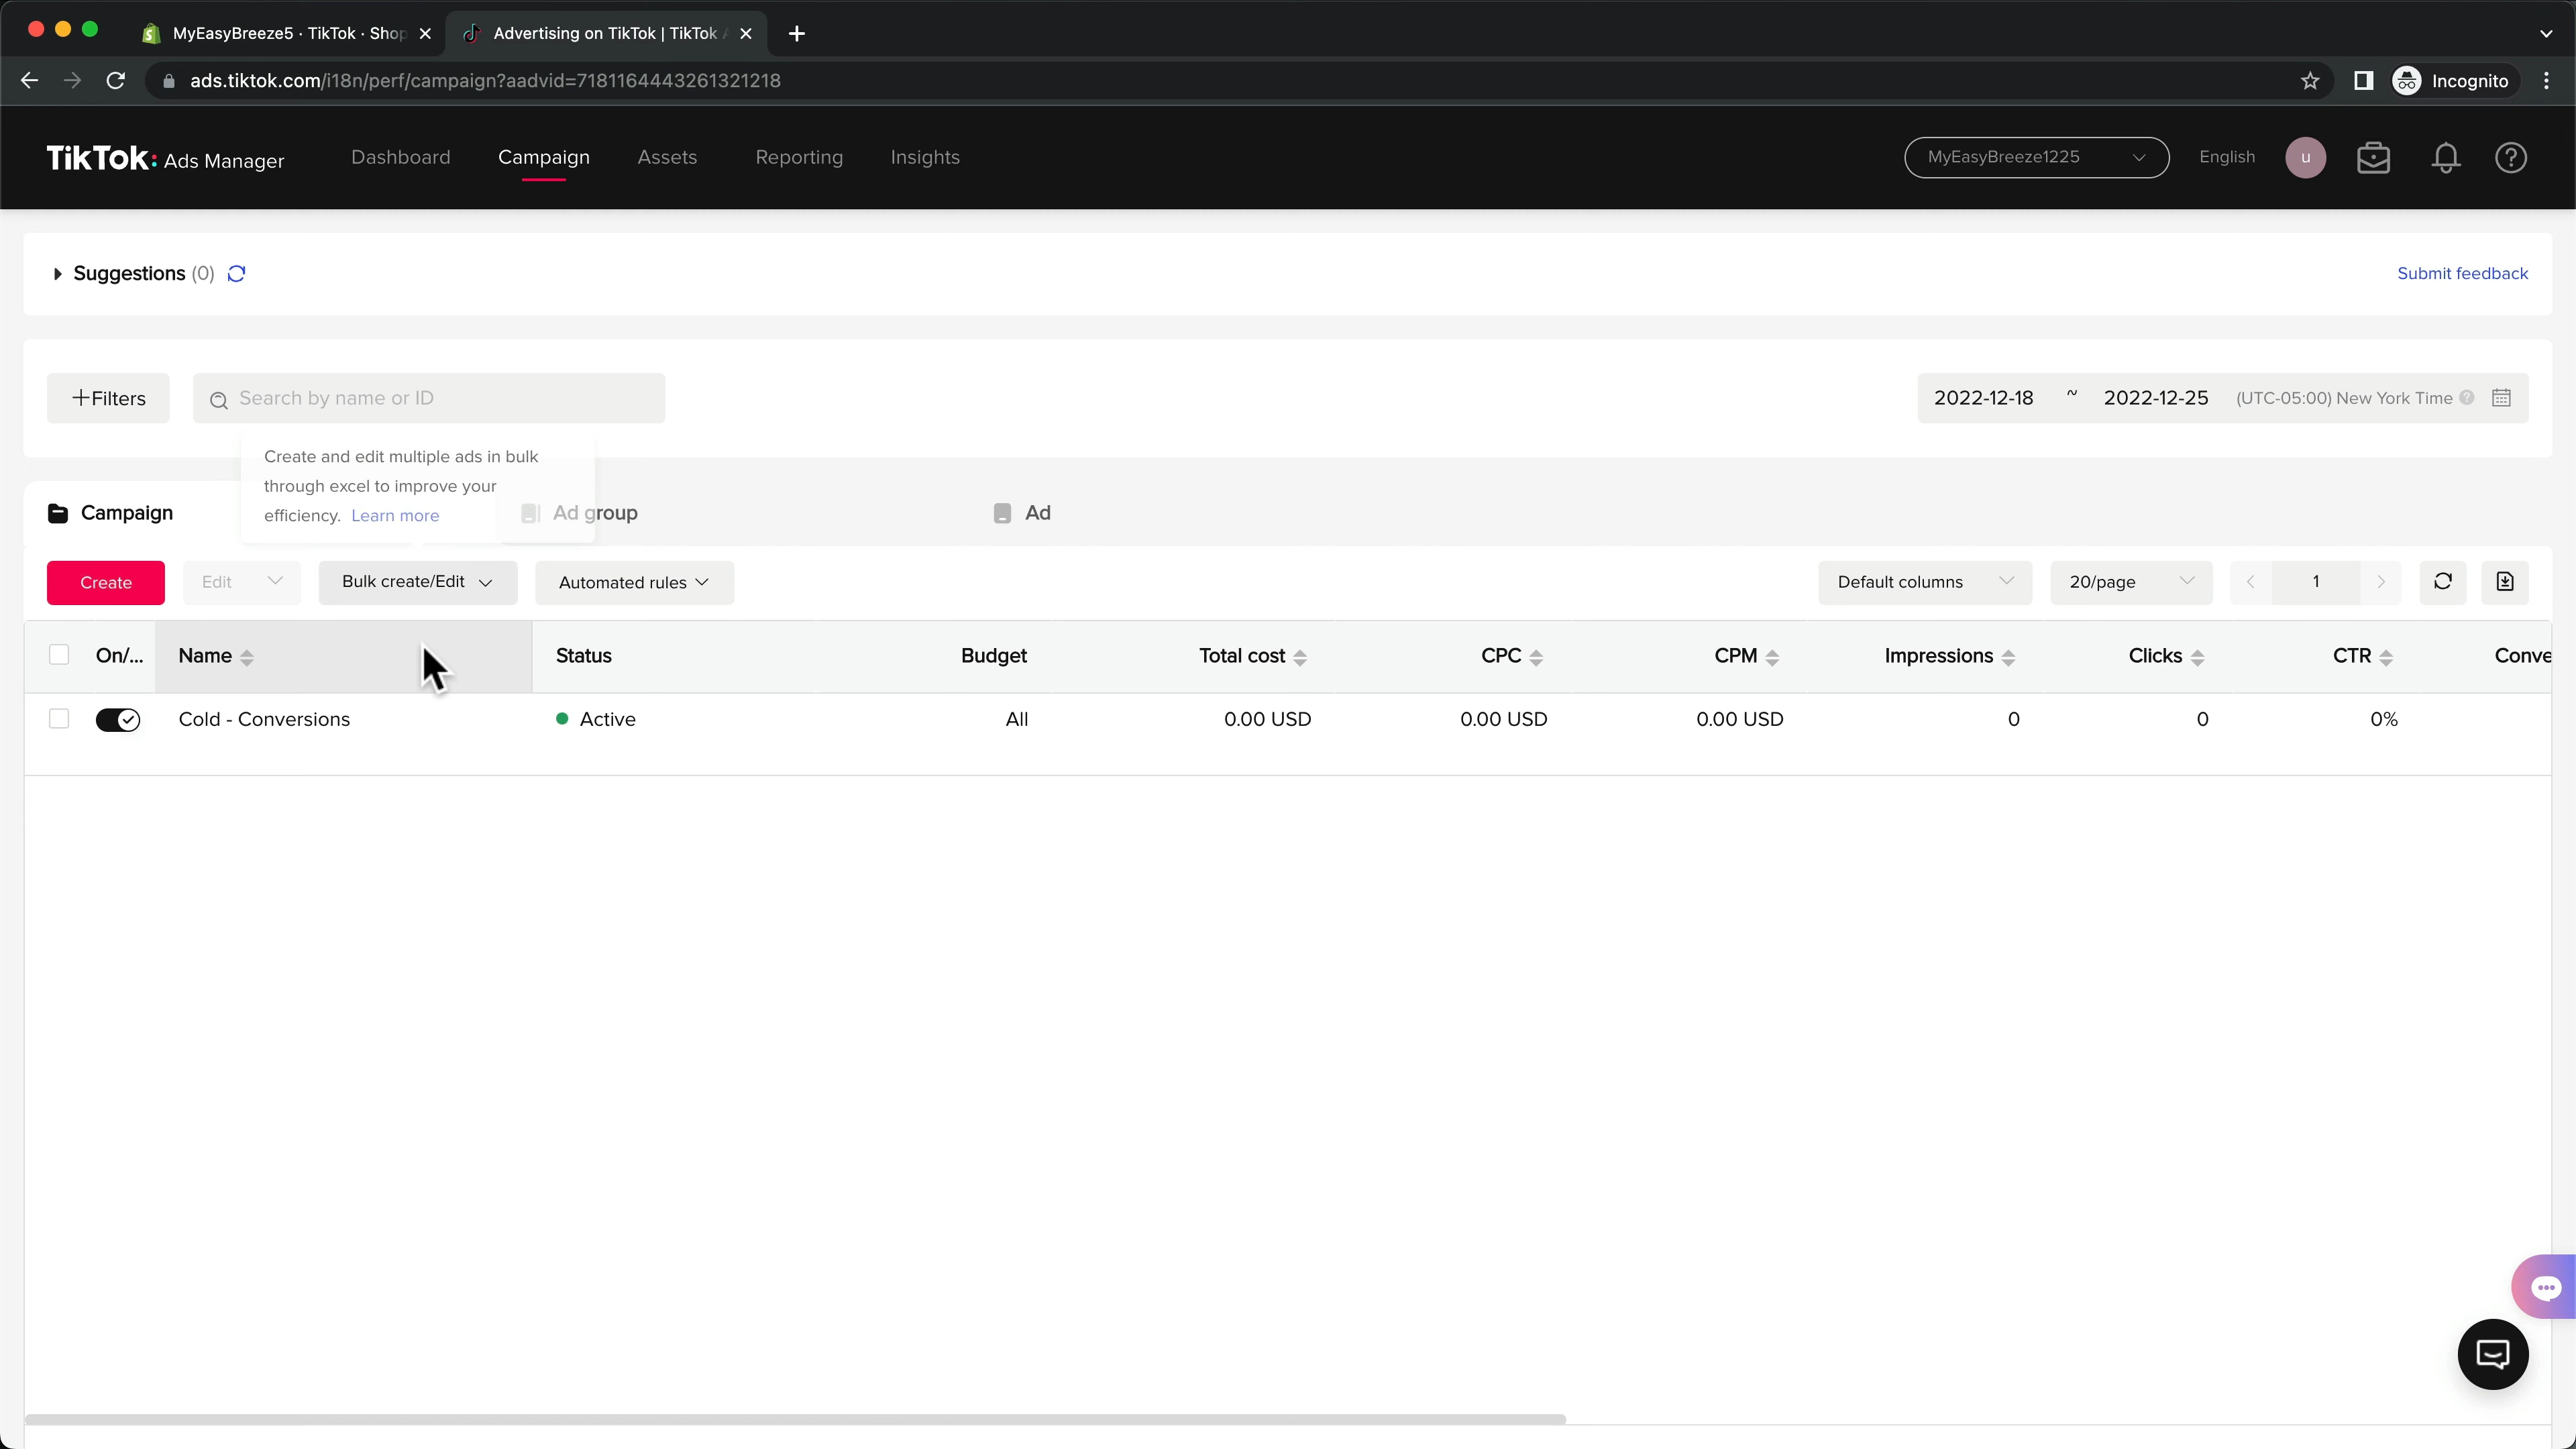 MyEasyBreeze5 · TikTok · Shop
Advertising on TikTok | TikTok A
ads.tiktok.com/i18n/perf/campaign?aadvid=7181164443261321218
Incognito
TikTok: Ads Manager
Dashboard
Campaign
Assets
Reporting
Insights
MyEasyBreeze1225
English
u
Suggestions (0)
Submit feedback
+Filters
Search by name or ID
2022-12-18 ~ 2022-12-25 (UTC-05:00) New York Time
Create and edit multiple ads in bulk
through excel to improve your
efficiency. Learn more
Campaign
Ad group
Ad
Create
Edit
Bulk create/Edit
Automated rules
Default columns
20/page
1
On/...
Name
Status
Budget
Total cost
CPC
CPM
Impressions
Clicks
CTR
Conve
Cold - Conversions
Active
All
0.00 USD
0.00 USD
0.00 USD
0
0
0%